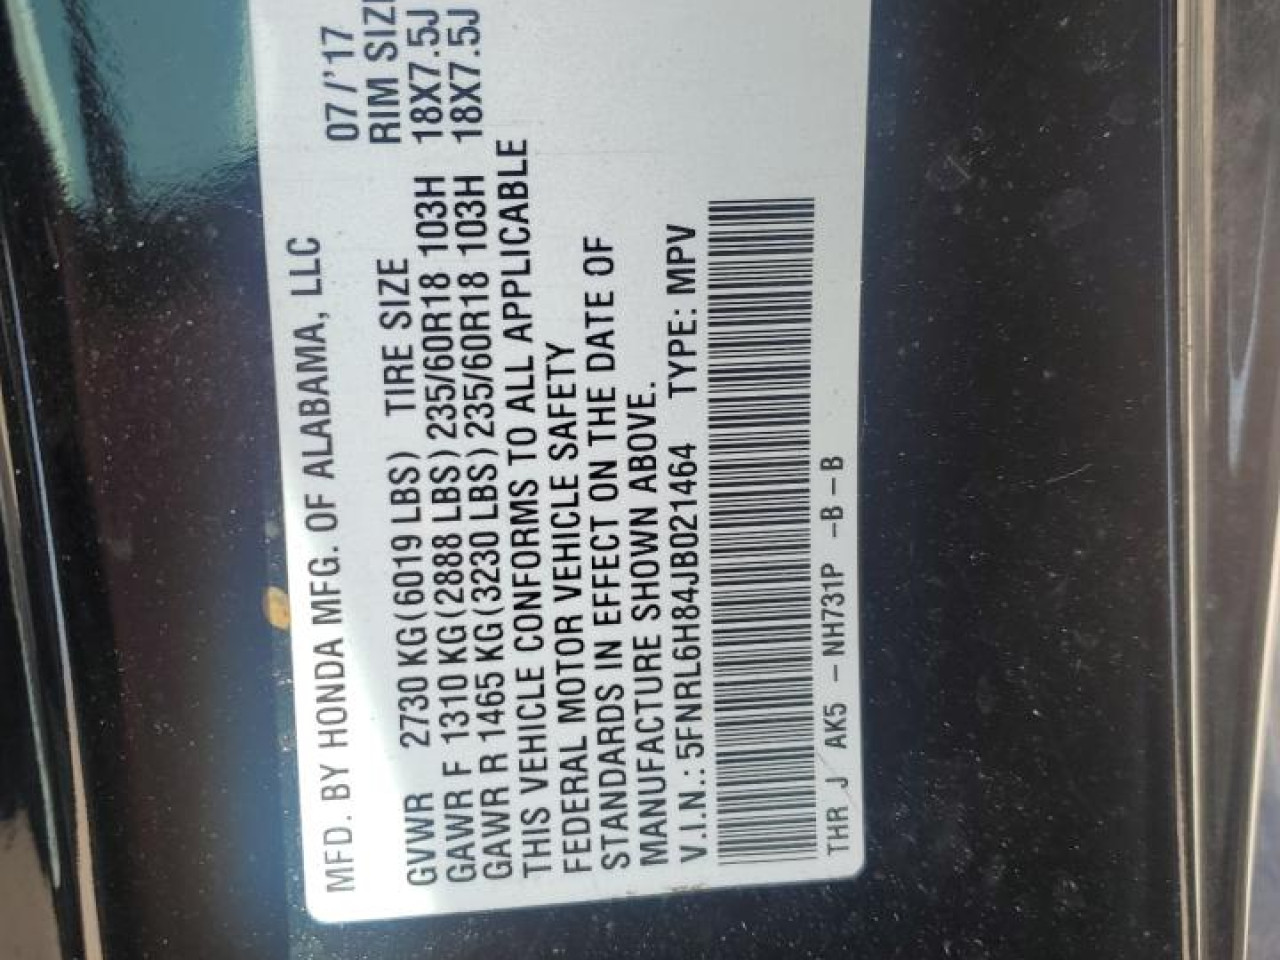 MFD. BY HONDA MFG. OF ALABAMA, LLC 07/'17
GVWR 2730 KG(6019 LBS) TIRE SIZE RIM SIZE
GAWR F 1310 KG(2888 LBS)235/60R18 103H 18X7.5J
GAWR R 1465 KG(3230 LBS)235/60R18 103H 18X7.5J
THIS VEHICLE CONFORMS TO ALL APPLICABLE
FEDERAL MOTOR VEHICLE SAFETY
STANDARDS IN EFFECT ON THE DATE OF
MANUFACTURE SHOWN ABOVE.
V.I.N.: 5FNRL6H84JB021464 TYPE: MPV
THR J AK5 - NH731P -B-B